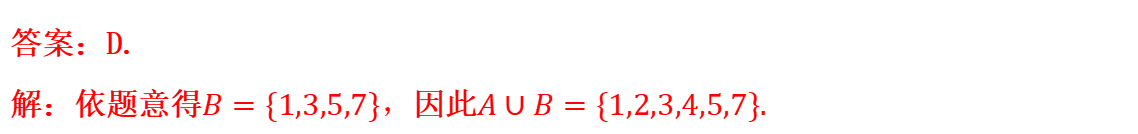 答案：D.
解：依题意得B = {1,3,5,7}，因此A ∪ B = {1,2,3,4,5,7}.